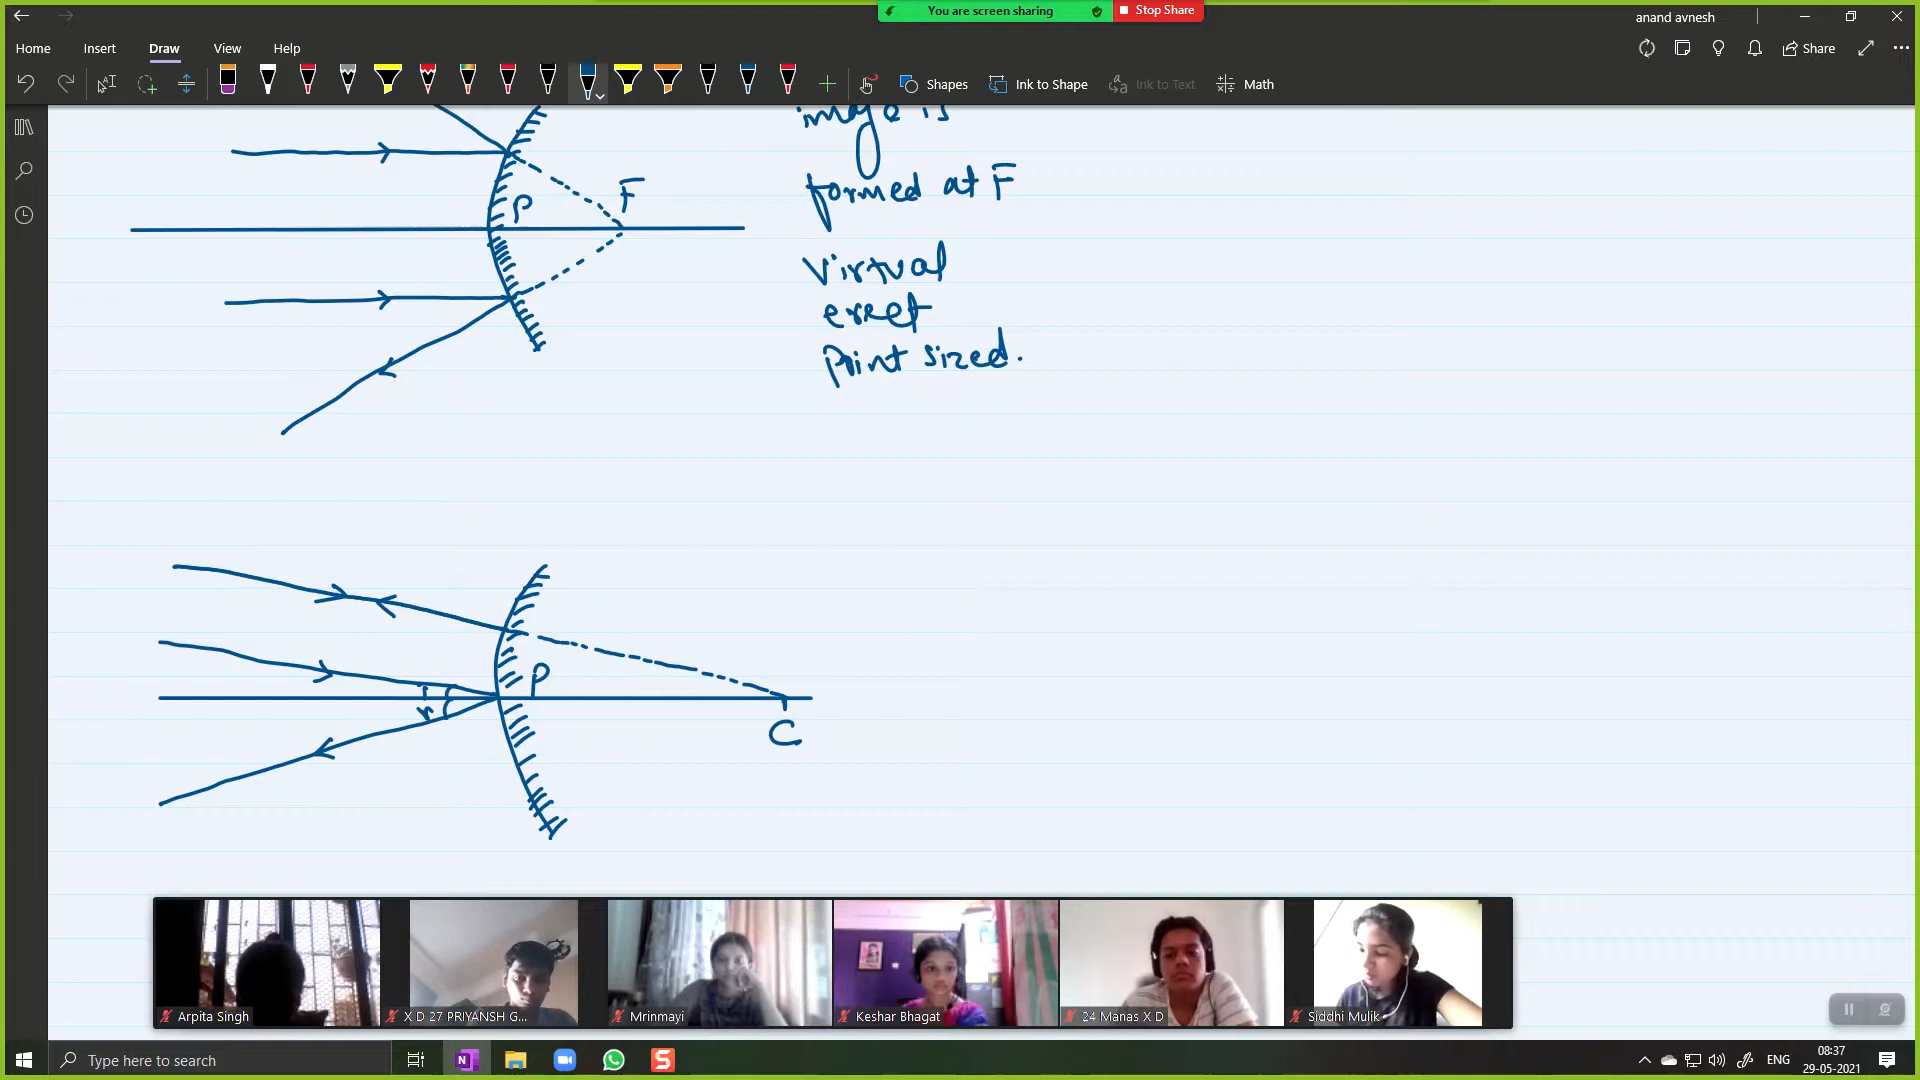 You are screen sharing
Stop Share
anand avnesh
Home Insert Draw View Help
Share
Shapes
Ink to Shape
Ink to Text
Math
image is
formed at F
Virtual
erect
Point sized.
P
F
P
i
r
C
Arpita Singh
X D 27 PRIYANSH G...
Mrinmayi
Keshar Bhagat
24 Manas X D
Siddhi Mulik
Type here to search
N
S
ENG
08:37
29-05-2021